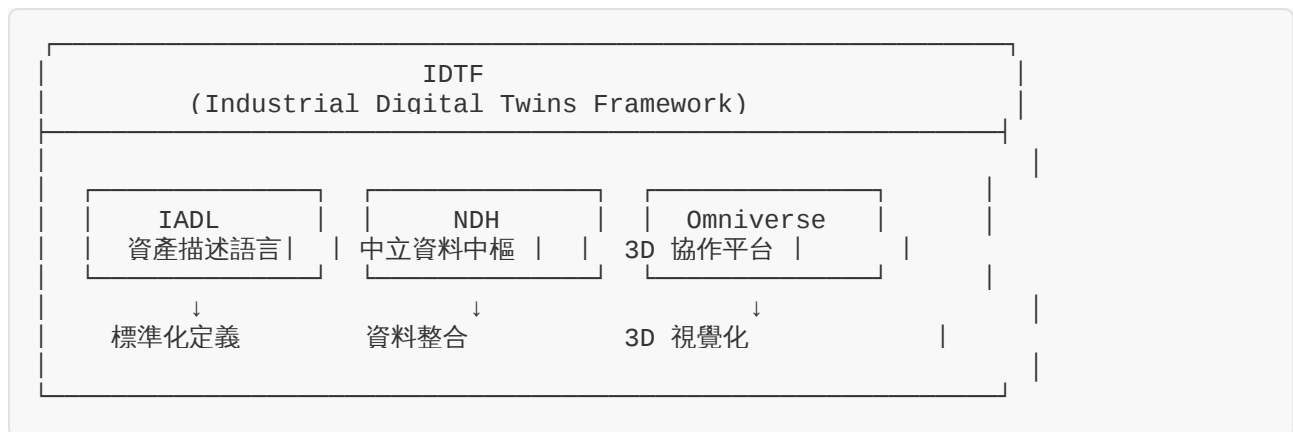 IDTF
(Industrial Digital Twins Framework)
IADL NDH Omniverse
資產描述語言 中立資料中樞 3D 協作平台
↓ ↓ ↓
標準化定義 資料整合 3D 視覺化